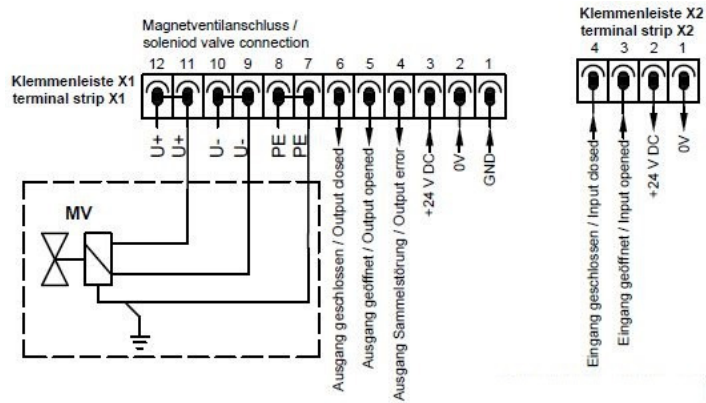 Magnetventilanschluss /
soleniod valve connection
12 11 10 9 8 7 6 5 4 3 2 1
Klemmenleiste X1
terminal strip X1
U+
U+
U-
U-
PE
PE
Ausgang geschlossen / Output closed
Ausgang geöffnet / Output opened
Ausgang Sammelstörung / Output error
+24 V DC
0V
GND
MV
Klemmenleiste X2
terminal strip X2
4 3 2 1
Eingang geschlossen / Input closed
Eingang geöffnet / Input opened
+24 V DC
0V